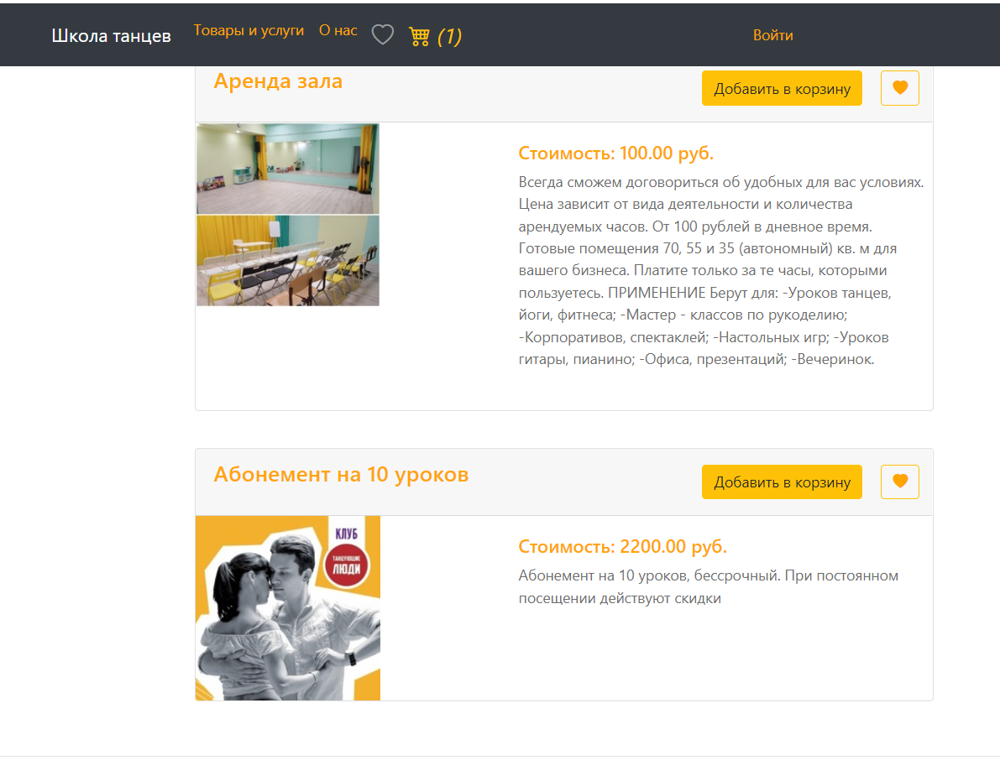 Школа танцев
Товары и услуги
О нас
(1)
Войти
Аренда зала
Добавить в корзину
Стоимость: 100.00 руб.
Всегда сможем договориться об удобных для вас условиях.
Цена зависит от вида деятельности и количества
арендуемых часов. От 100 рублей в дневное время.
Готовые помещения 70, 55 и 35 (автономный) кв. м для
вашего бизнеса. Платите только за те часы, которыми
пользуетесь. ПРИМЕНЕНИЕ Берут для: -Уроков танцев,
йоги, фитнеса; -Мастер - классов по рукоделию;
-Корпоративов, спектаклей; -Настольных игр; -Уроков
гитары, пианино; -Офиса, презентаций; -Вечеринок.
Абонемент на 10 уроков
Добавить в корзину
КЛУБ
ТАНЦУЮЩИЕ
ЛЮДИ
Стоимость: 2200.00 руб.
Абонемент на 10 уроков, бессрочный. При постоянном
посещении действуют скидки